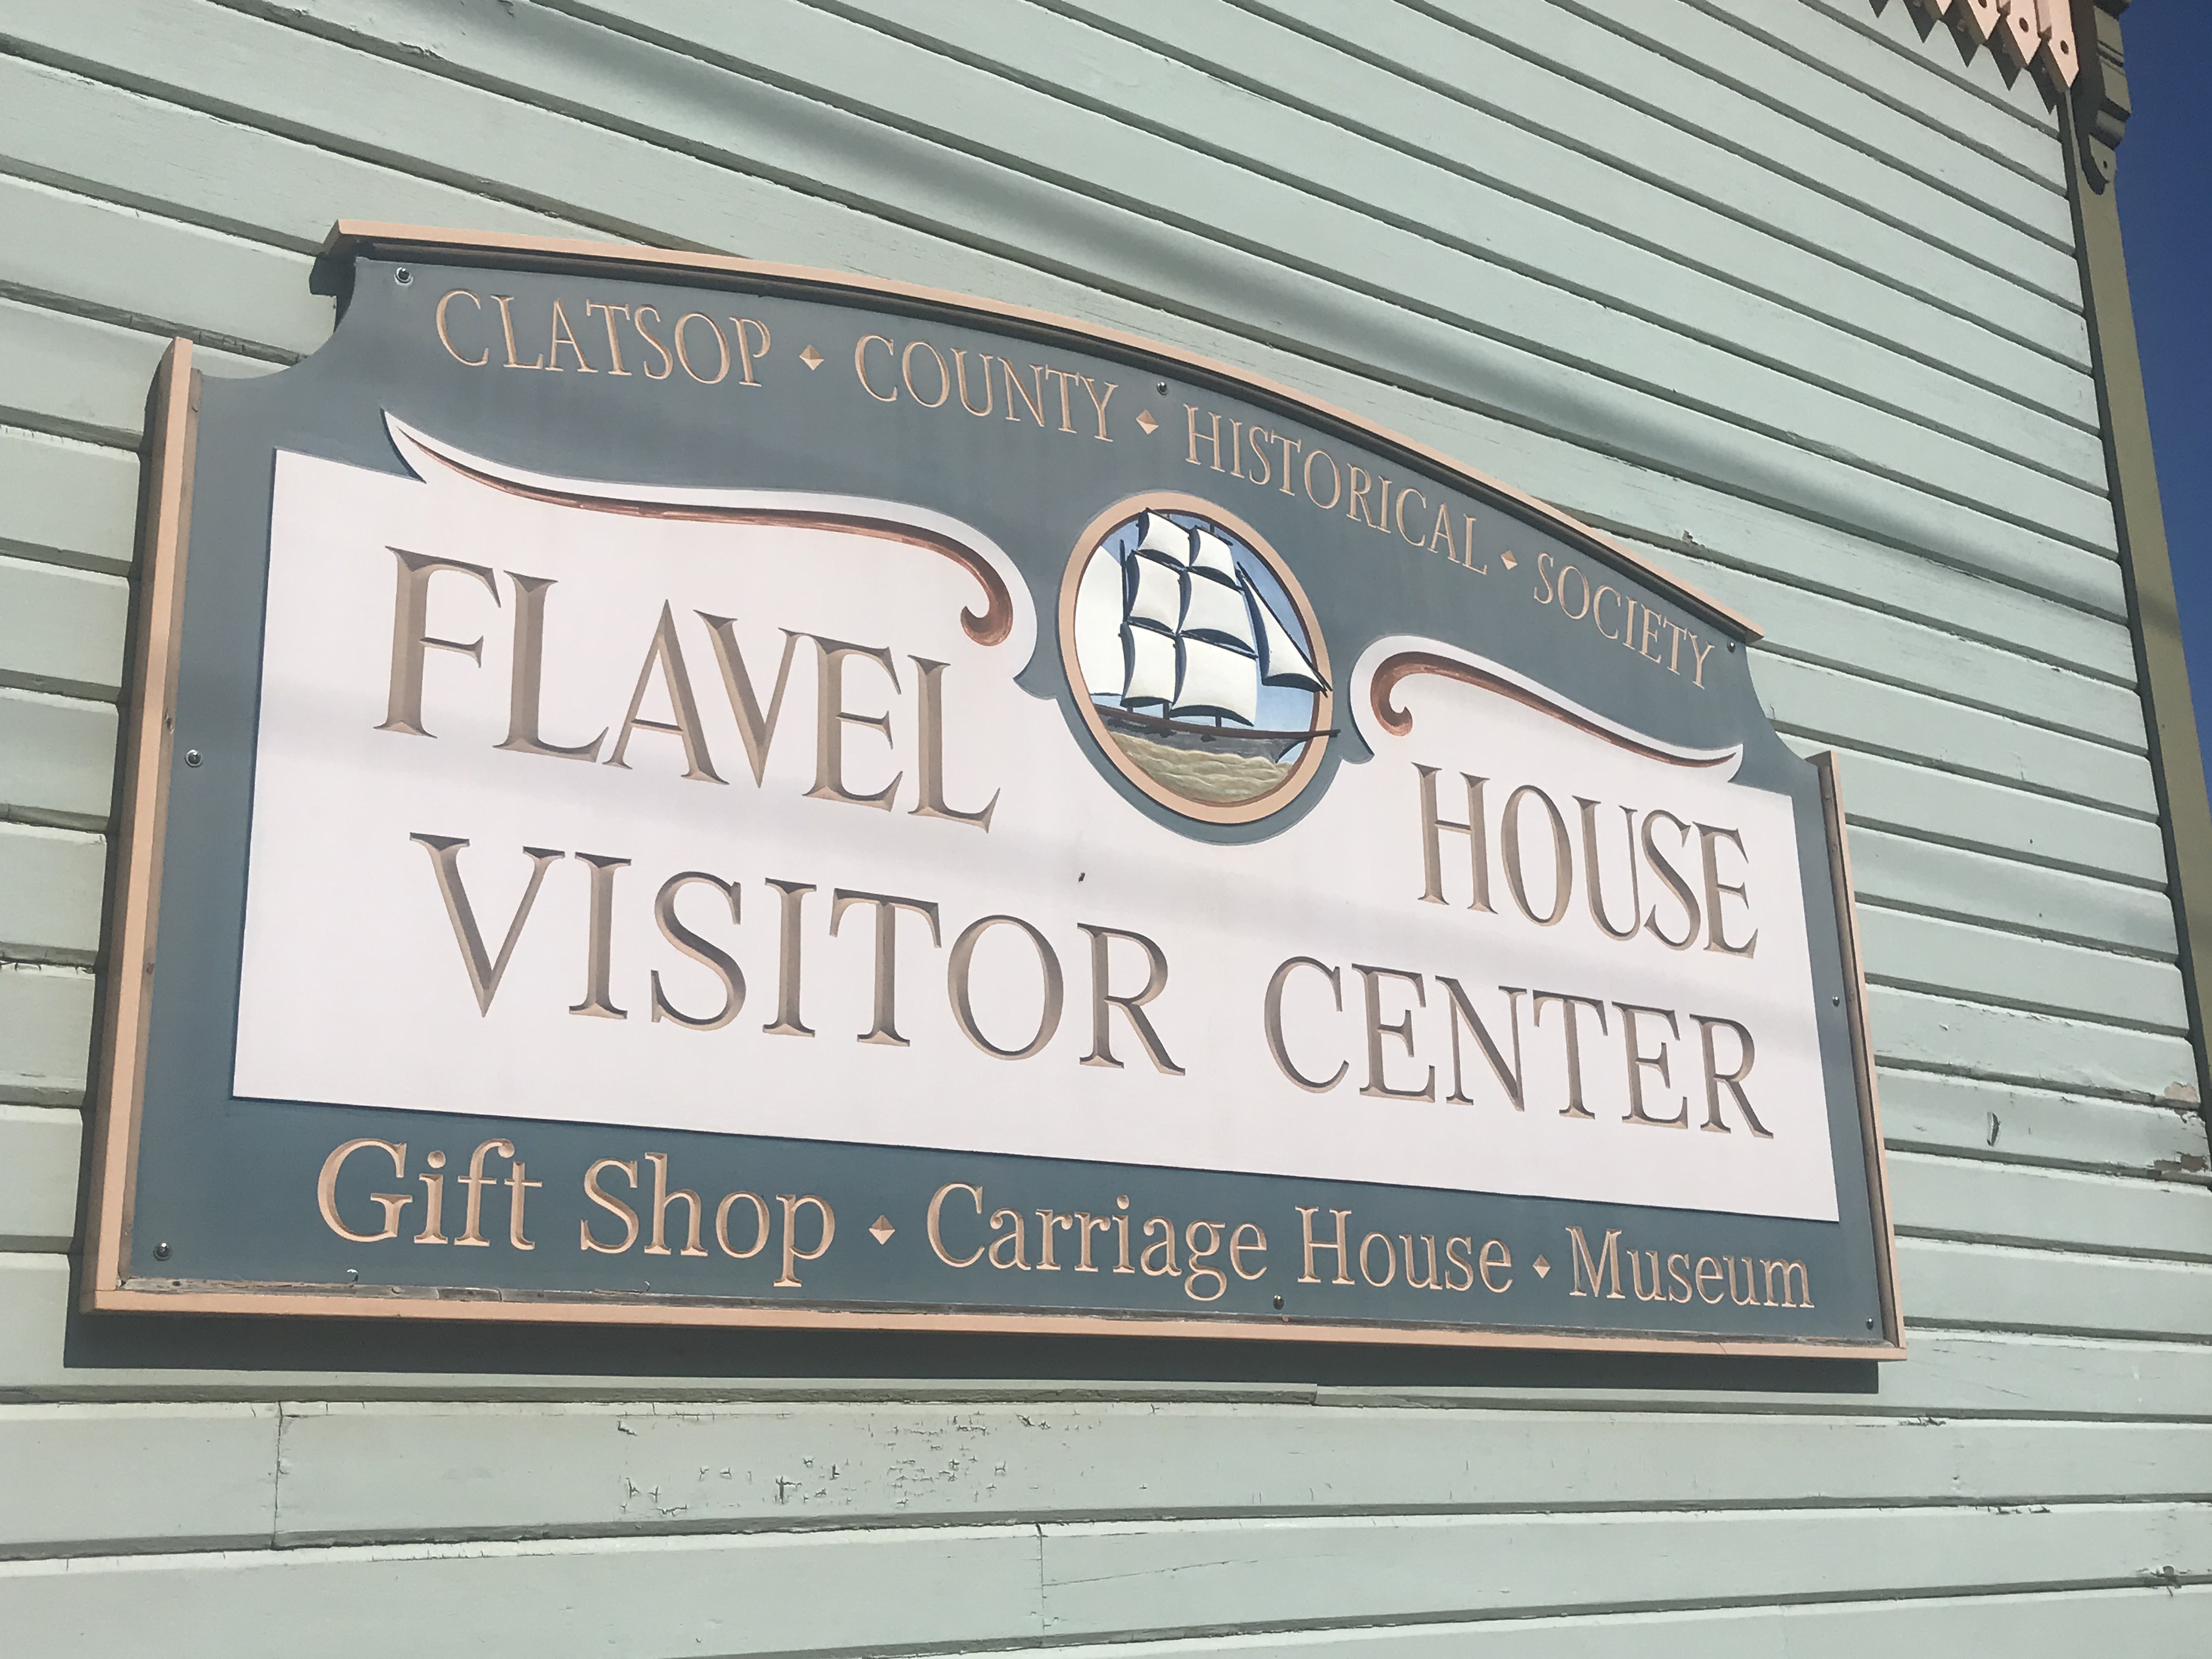 CLATSOP ⬥ COUNTY ⬥ HISTORICAL ⬥ SOCIETY
FLAVEL HOUSE
VISITOR CENTER
Gift Shop ⬥ Carriage House ⬥ Museum